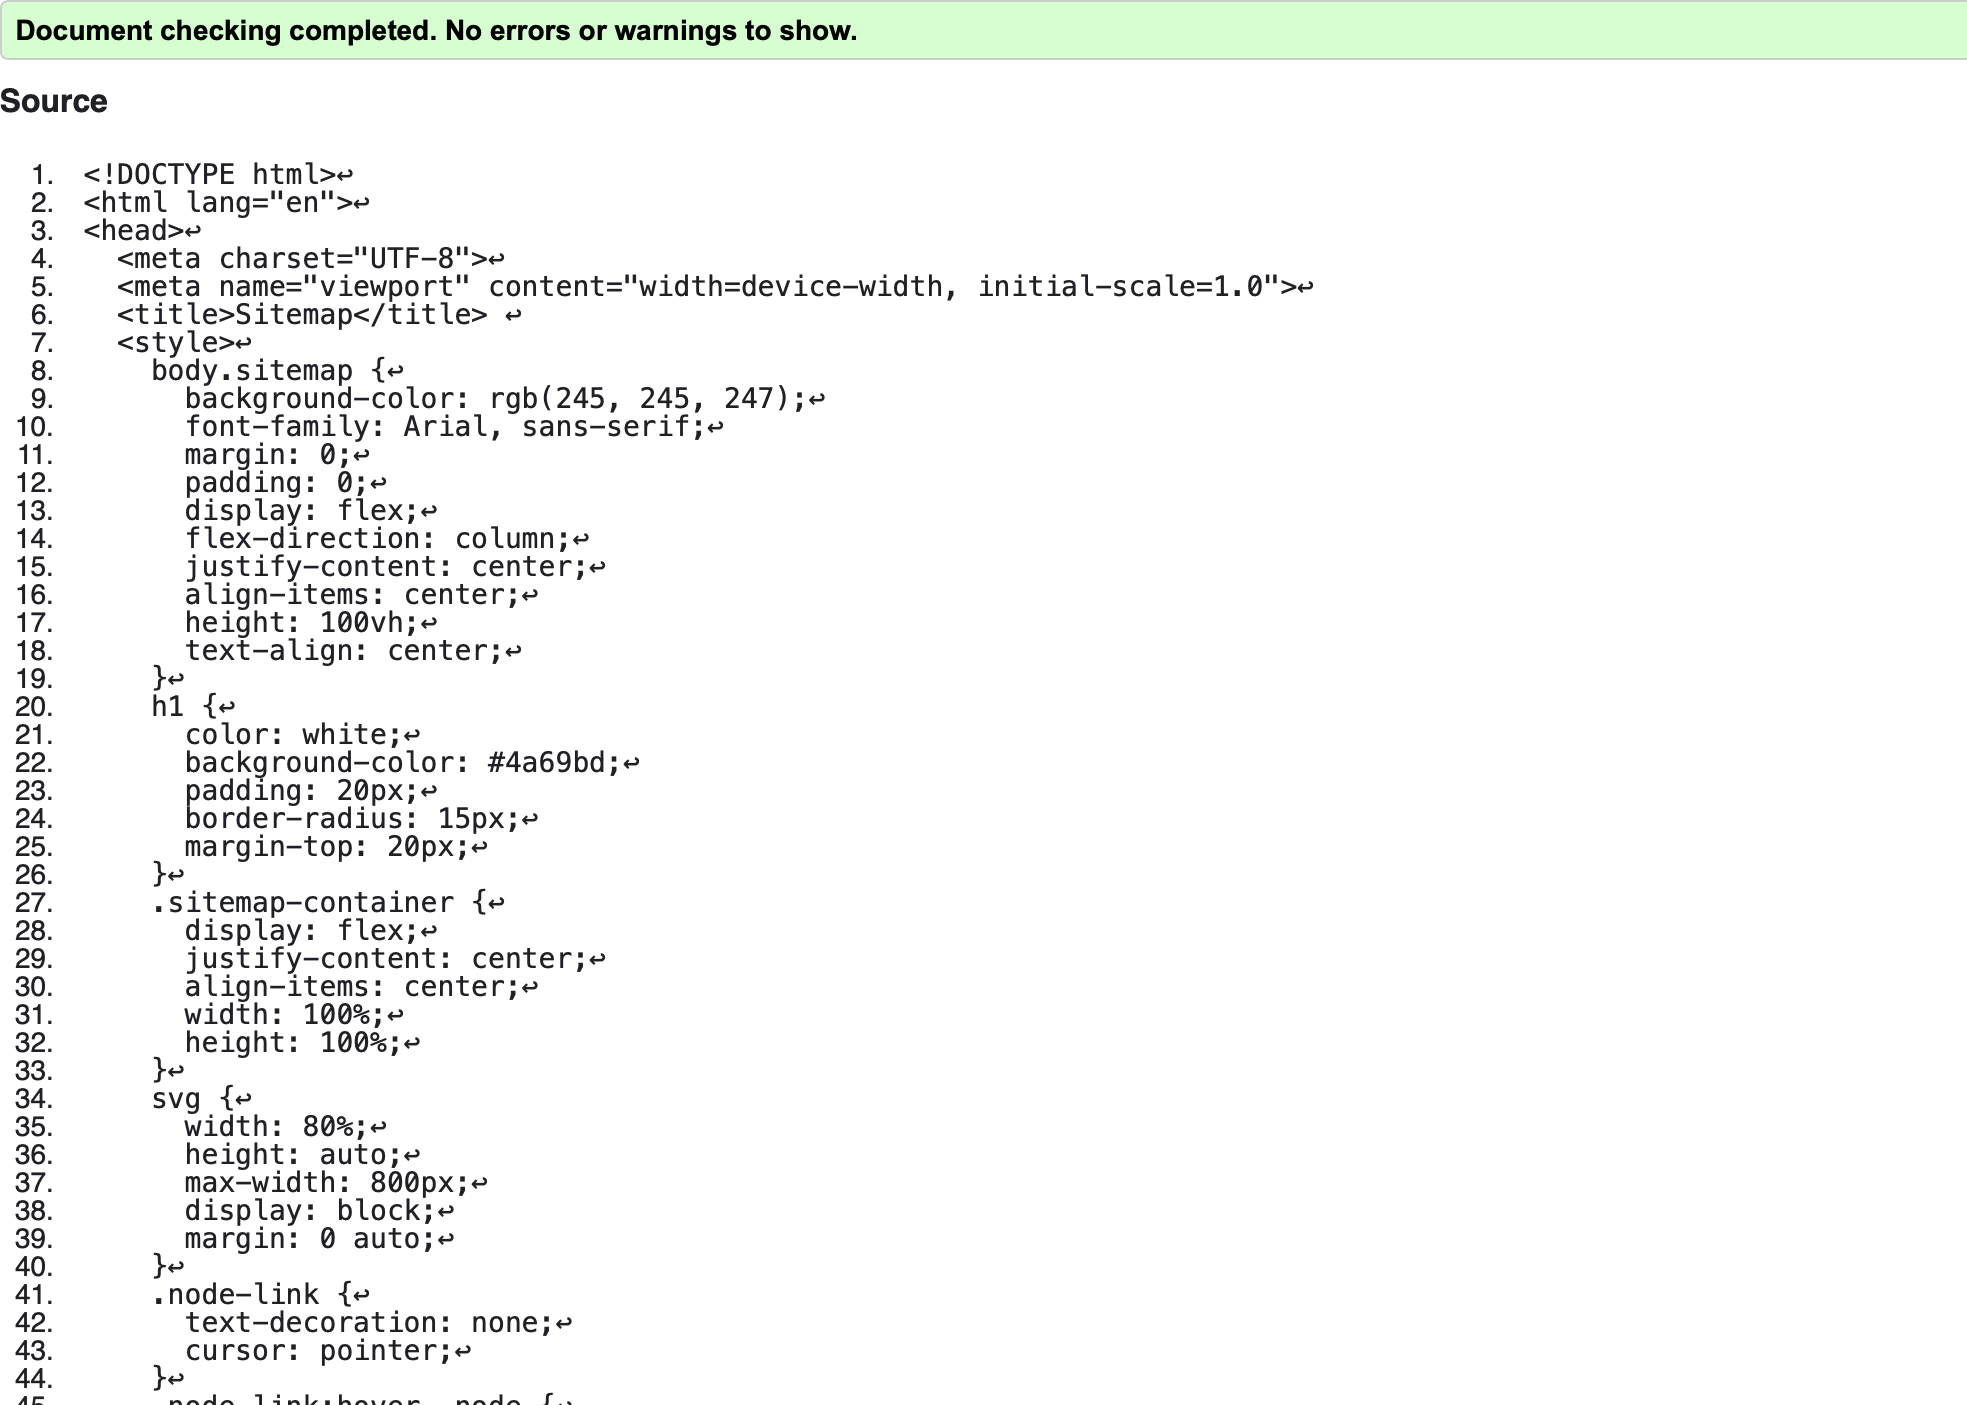 Document checking completed. No errors or warnings to show.
Source
1. <!DOCTYPE html>↩
2. <html lang="en">↩
3. <head>↩
4.   <meta charset="UTF-8">↩
5.   <meta name="viewport" content="width=device-width, initial-scale=1.0">↩
6.   <title>Sitemap</title> ↩
7.   <style>↩
8.     body.sitemap {↩
9.       background-color: rgb(245, 245, 247);↩
10.       font-family: Arial, sans-serif;↩
11.       margin: 0;↩
12.       padding: 0;↩
13.       display: flex;↩
14.       flex-direction: column;↩
15.       justify-content: center;↩
16.       align-items: center;↩
17.       height: 100vh;↩
18.       text-align: center;↩
19.     }↩
20.     h1 {↩
21.       color: white;↩
22.       background-color: #4a69bd;↩
23.       padding: 20px;↩
24.       border-radius: 15px;↩
25.       margin-top: 20px;↩
26.     }↩
27.     .sitemap-container {↩
28.       display: flex;↩
29.       justify-content: center;↩
30.       align-items: center;↩
31.       width: 100%;↩
32.       height: 100%;↩
33.     }↩
34.     svg {↩
35.       width: 80%;↩
36.       height: auto;↩
37.       max-width: 800px;↩
38.       display: block;↩
39.       margin: 0 auto;↩
40.     }↩
41.     .node-link {↩
42.       text-decoration: none;↩
43.       cursor: pointer;↩
44.     }↩